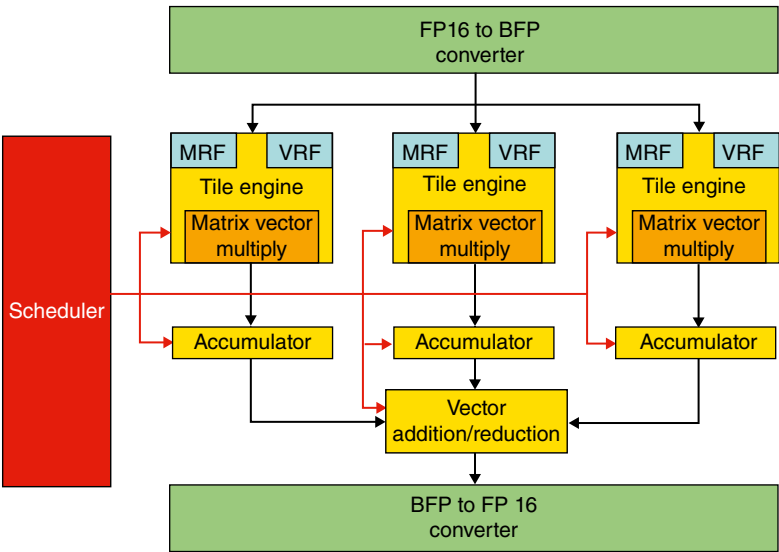 FP16 to BFP
converter
MRF VRF
Tile engine
Matrix vector
multiply
MRF VRF
Tile engine
Matrix vector
multiply
MRF VRF
Tile engine
Matrix vector
multiply
Scheduler
Accumulator
Accumulator
Accumulator
Vector
addition/reduction
BFP to FP 16
converter